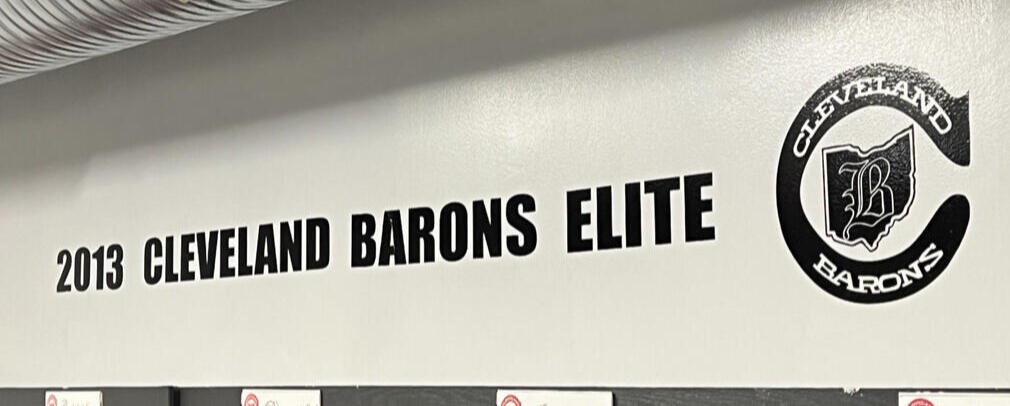 2013 CLEVELAND BARONS ELITE
CLEVELAND
B
BARONS